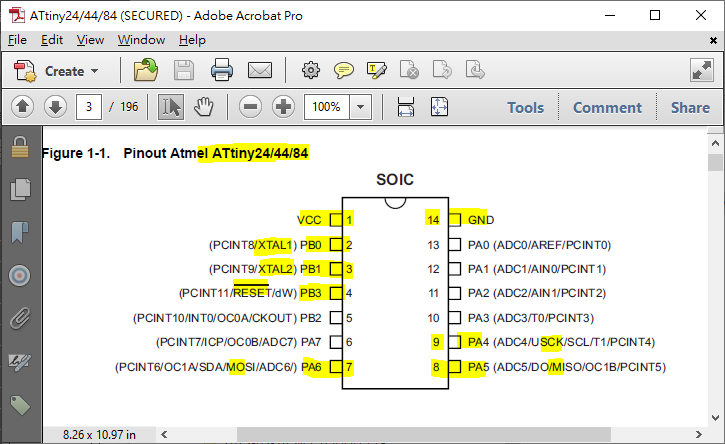 ATtiny24/44/84 (SECURED) - Adobe Acrobat Pro
File Edit View Window Help
Create
3 / 196 100% Tools Comment Share
Figure 1-1. Pinout Atmel ATtiny24/44/84
SOIC
VCC 1 14 GND
(PCINT8/XTAL1) PB0 2 13 PA0 (ADC0/AREF/PCINT0)
(PCINT9/XTAL2) PB1 3 12 PA1 (ADC1/AIN0/PCINT1)
(PCINT11/RESET/dW) PB3 4 11 PA2 (ADC2/AIN1/PCINT2)
(PCINT10/INT0/OC0A/CKOUT) PB2 5 10 PA3 (ADC3/T0/PCINT3)
(PCINT7/ICP/OC0B/ADC7) PA7 6 9 PA4 (ADC4/USCK/SCL/T1/PCINT4)
(PCINT6/OC1A/SDA/MOSI/ADC6/) PA6 7 8 PA5 (ADC5/DO/MISO/OC1B/PCINT5)
8.26 x 10.97 in